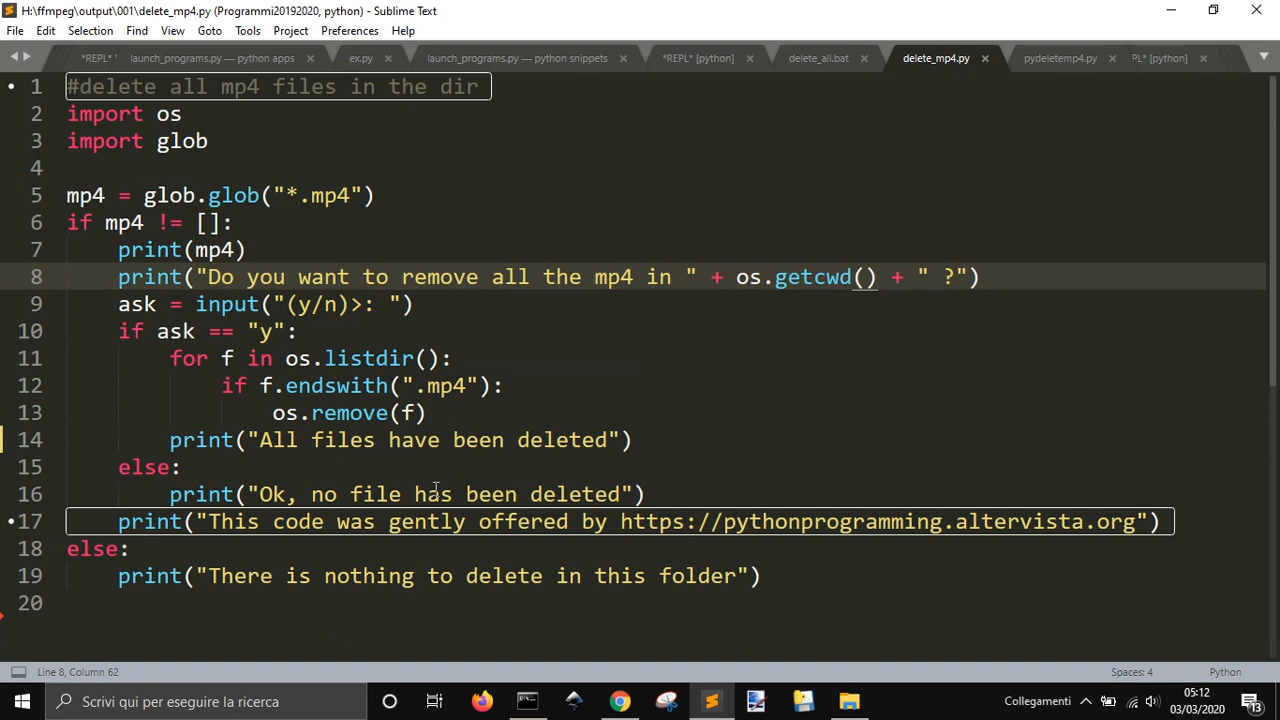 H:\ffmpeg\output\001\delete_mp4.py (Programmi20192020, python) - Sublime Text
File Edit Selection Find View Goto Tools Project Preferences Help
*REPL* launch_programs.py — python apps × ex.py × launch_programs.py — python snippets × *REPL* [python] × delete_all.bat × delete_mp4.py × pydeletemp4.py × PL* [python] ×
1 #delete all mp4 files in the dir
2 import os
3 import glob
4
5 mp4 = glob.glob("*.mp4")
6 if mp4 != []:
7     print(mp4)
8     print("Do you want to remove all the mp4 in " + os.getcwd() + " ?")
9     ask = input("(y/n)>: ")
10     if ask == "y":
11         for f in os.listdir():
12             if f.endswith(".mp4"):
13                 os.remove(f)
14         print("All files have been deleted")
15     else:
16         print("Ok, no file has been deleted")
17     print("This code was gently offered by https://pythonprogramming.altervista.org")
18 else:
19     print("There is nothing to delete in this folder")
20
Line 8, Column 62 Spaces: 4 Python
Scrivi qui per eseguire la ricerca Collegamenti 05:12
03/03/2020 13